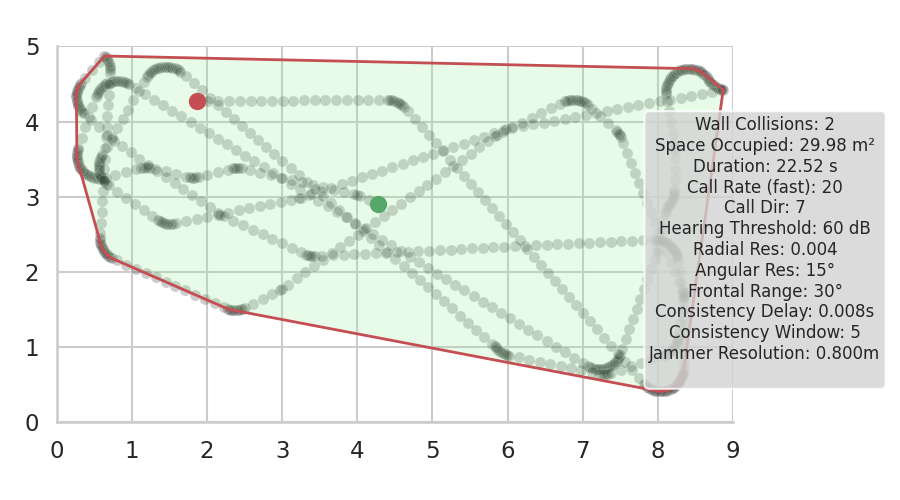 5
4
3
2
1
0
0 1 2 3 4 5 6 7 8 9
Wall Collisions: 2
Space Occupied: 29.98 m²
Duration: 22.52 s
Call Rate (fast): 20
Call Dir: 7
Hearing Threshold: 60 dB
Radial Res: 0.004
Angular Res: 15°
Frontal Range: 30°
Consistency Delay: 0.008s
Consistency Window: 5
Jammer Resolution: 0.800m